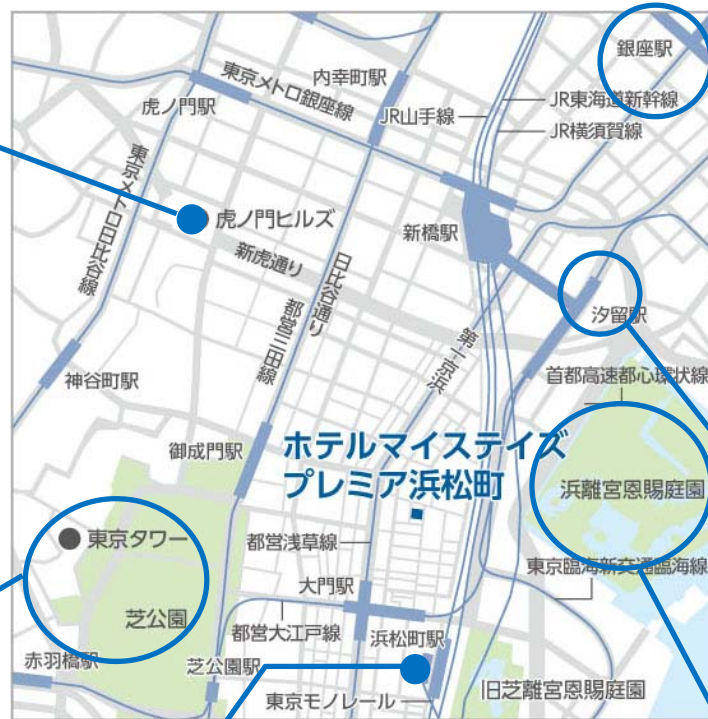 銀座駅
内幸町駅
東京メトロ銀座線
JR東海道新幹線
虎ノ門駅
JR山手線
JR横須賀線
東京メトロ日比谷線
虎ノ門ヒルズ
新橋駅
新虎通り
日比谷通り
都営三田線
汐留駅
第一京浜
神谷町駅
首都高速都心環状線
御成門駅
ホテルマイステイズ
プレミア浜松町
浜離宮恩賜庭園
東京タワー
都営浅草線
東京臨海新交通臨海線
大門駅
芝公園
都営大江戸線
浜松町駅
赤羽橋駅
芝公園駅
旧芝離宮恩賜庭園
東京モノレール